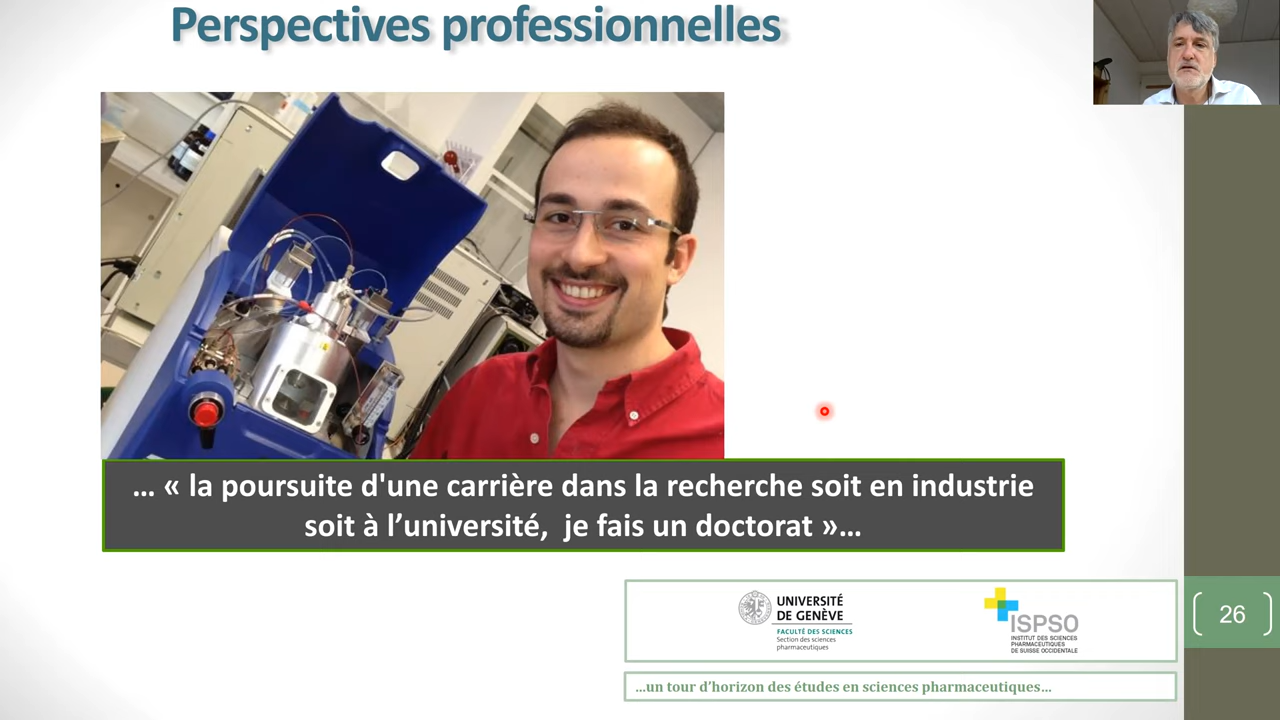 Perspectives professionnelles
... « la poursuite d'une carrière dans la recherche soit en industrie
soit à l’université,  je fais un doctorat »...
UNIVERSITÉ
DE GENÈVE
FACULTÉ DES SCIENCES
Section des sciences
pharmaceutiques
ISPSO
INSTITUT DES SCIENCES
PHARMACEUTIQUES
DE SUISSE OCCIDENTALE
26
...un tour d’horizon des études en sciences pharmaceutiques...